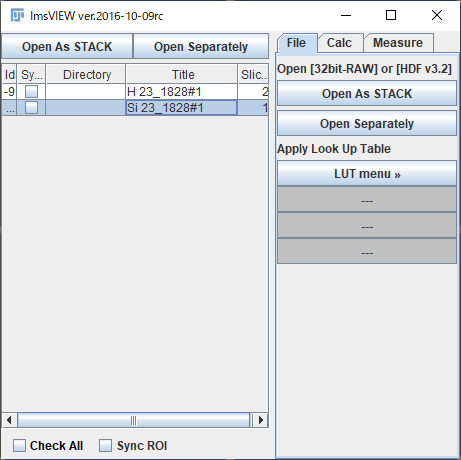 ImsVIEW ver.2016-10-09rc
Open As STACK Open Separately
Id Sy... Directory Title Slic...
-9 H 23_1828#1 2
... Si 23_1828#1 1
Check All Sync ROI
File Calc Measure
Open [32bit-RAW] or [HDF v3.2]
Open As STACK
Open Separately
Apply Look Up Table
LUT menu »
---
---
---